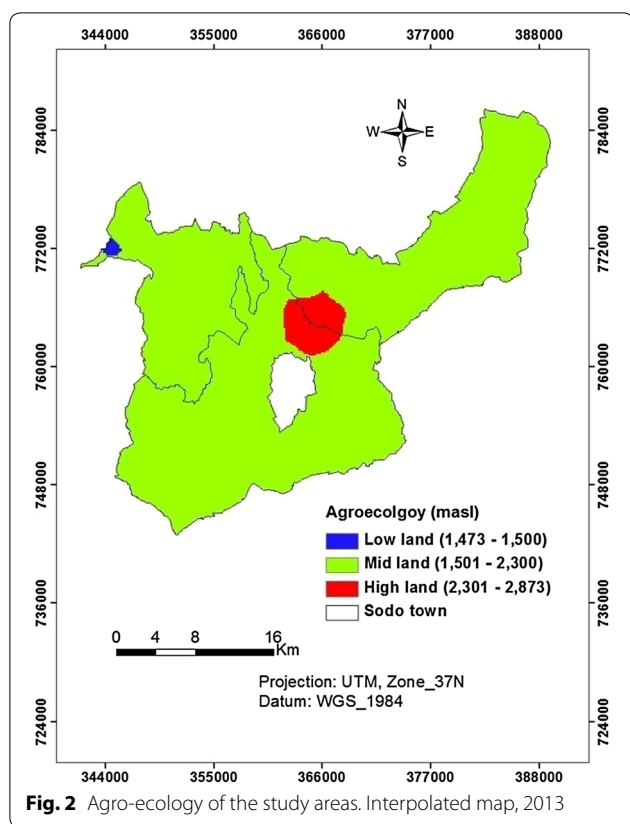 344000 355000 366000 377000 388000
784000 784000
N
W E
S
772000 772000
760000 760000
748000 748000
Agroecolgoy (masl)
Low land (1,473 - 1,500)
Mid land (1,501 - 2,300)
High land (2,301 - 2,873)
736000 736000
Sodo town
0 4 8 16
Km
Projection: UTM, Zone_37N
Datum: WGS_1984
724000 724000
344000 355000 366000 377000 388000
Fig. 2 Agro-ecology of the study areas. Interpolated map, 2013